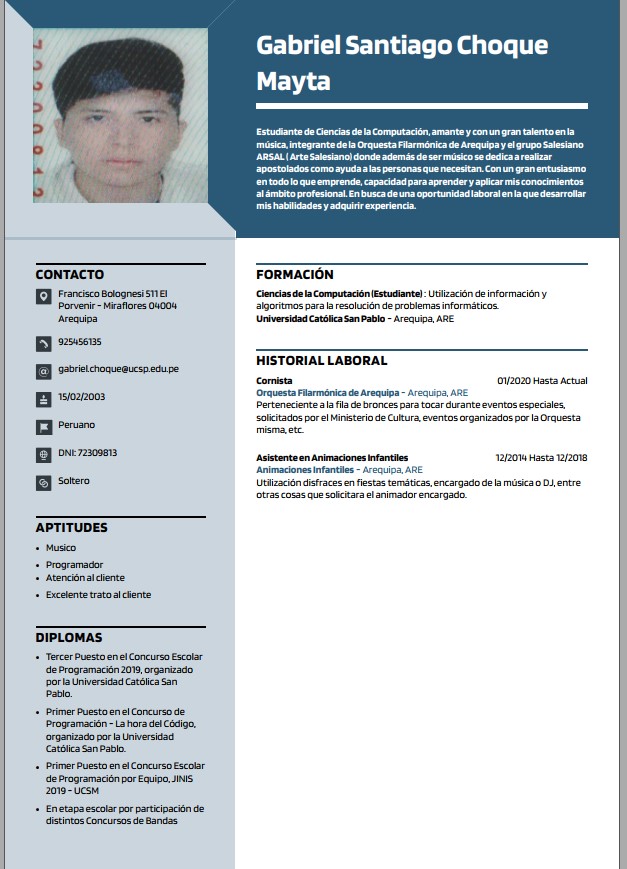 Gabriel Santiago Choque
Mayta
Estudiante de Ciencias de la Computación, amante y con un gran talento en la
música, integrante de la Orquesta Filarmónica de Arequipa y el grupo Salesiano
ARSAL ( Arte Salesiano) donde además de ser músico se dedica a realizar
apostolados como ayuda a las personas que necesitan. Con un gran entusiasmo
en todo lo que emprende, capacidad para aprender y aplicar mis conocimientos
al ámbito profesional. En busca de una oportunidad laboral en la que desarrollar
mis habilidades y adquirir experiencia.
CONTACTO
Francisco Bolognesi 511 El
Porvenir - Miraflores 04004
Arequipa
925456135
gabriel.choque@ucsp.edu.pe
15/02/2003
Peruano
DNI: 72309813
Soltero
APTITUDES
• Musico
• Programador
• Atención al cliente
• Excelente trato al cliente
DIPLOMAS
• Tercer Puesto en el Concurso Escolar
de Programación 2019, organizado
por la Universidad Católica San
Pablo.
• Primer Puesto en el Concurso de
Programación - La hora del Código,
organizado por la Universidad
Católica San Pablo.
• Primer Puesto en el Concurso Escolar
de Programación por Equipo, JINIS
2019 - UCSM
• En etapa escolar por participación de
distintos Concursos de Bandas
FORMACIÓN
Ciencias de la Computación (Estudiante) : Utilización de información y
algoritmos para la resolución de problemas informáticos.
Universidad Católica San Pablo - Arequipa, ARE
HISTORIAL LABORAL
Cornista 01/2020 Hasta Actual
Orquesta Filarmónica de Arequipa - Arequipa, ARE
Perteneciente a la fila de bronces para tocar durante eventos especiales,
solicitados por el Ministerio de Cultura, eventos organizados por la Orquesta
misma, etc.
Asistente en Animaciones Infantiles 12/2014 Hasta 12/2018
Animaciones Infantiles - Arequipa, ARE
Utilización disfraces en fiestas temáticas, encargado de la música o DJ, entre
otras cosas que solicitara el animador encargado.